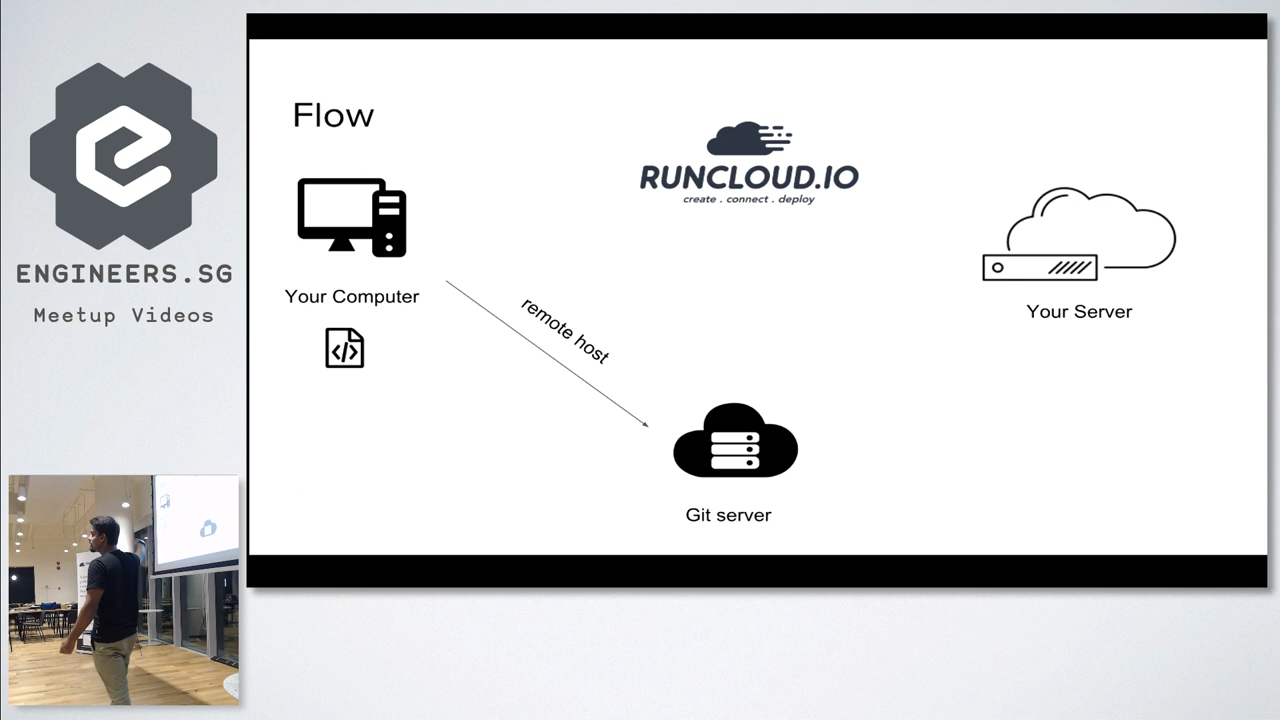 ENGINEERS.SG
Meetup Videos
Flow
RUNCLOUD.IO
create . connect . deploy
Your Computer
</>
remote host
Your Server
Git server